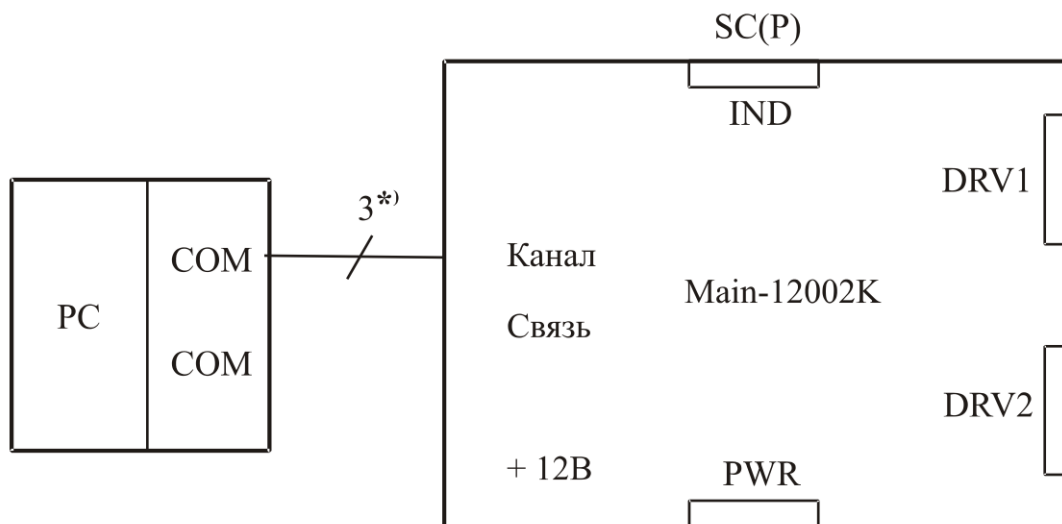 SC(P)
IND
DRV1
3*)
COM
Канал
Main-12002K
PC
Связь
COM
DRV2
+ 12В
PWR